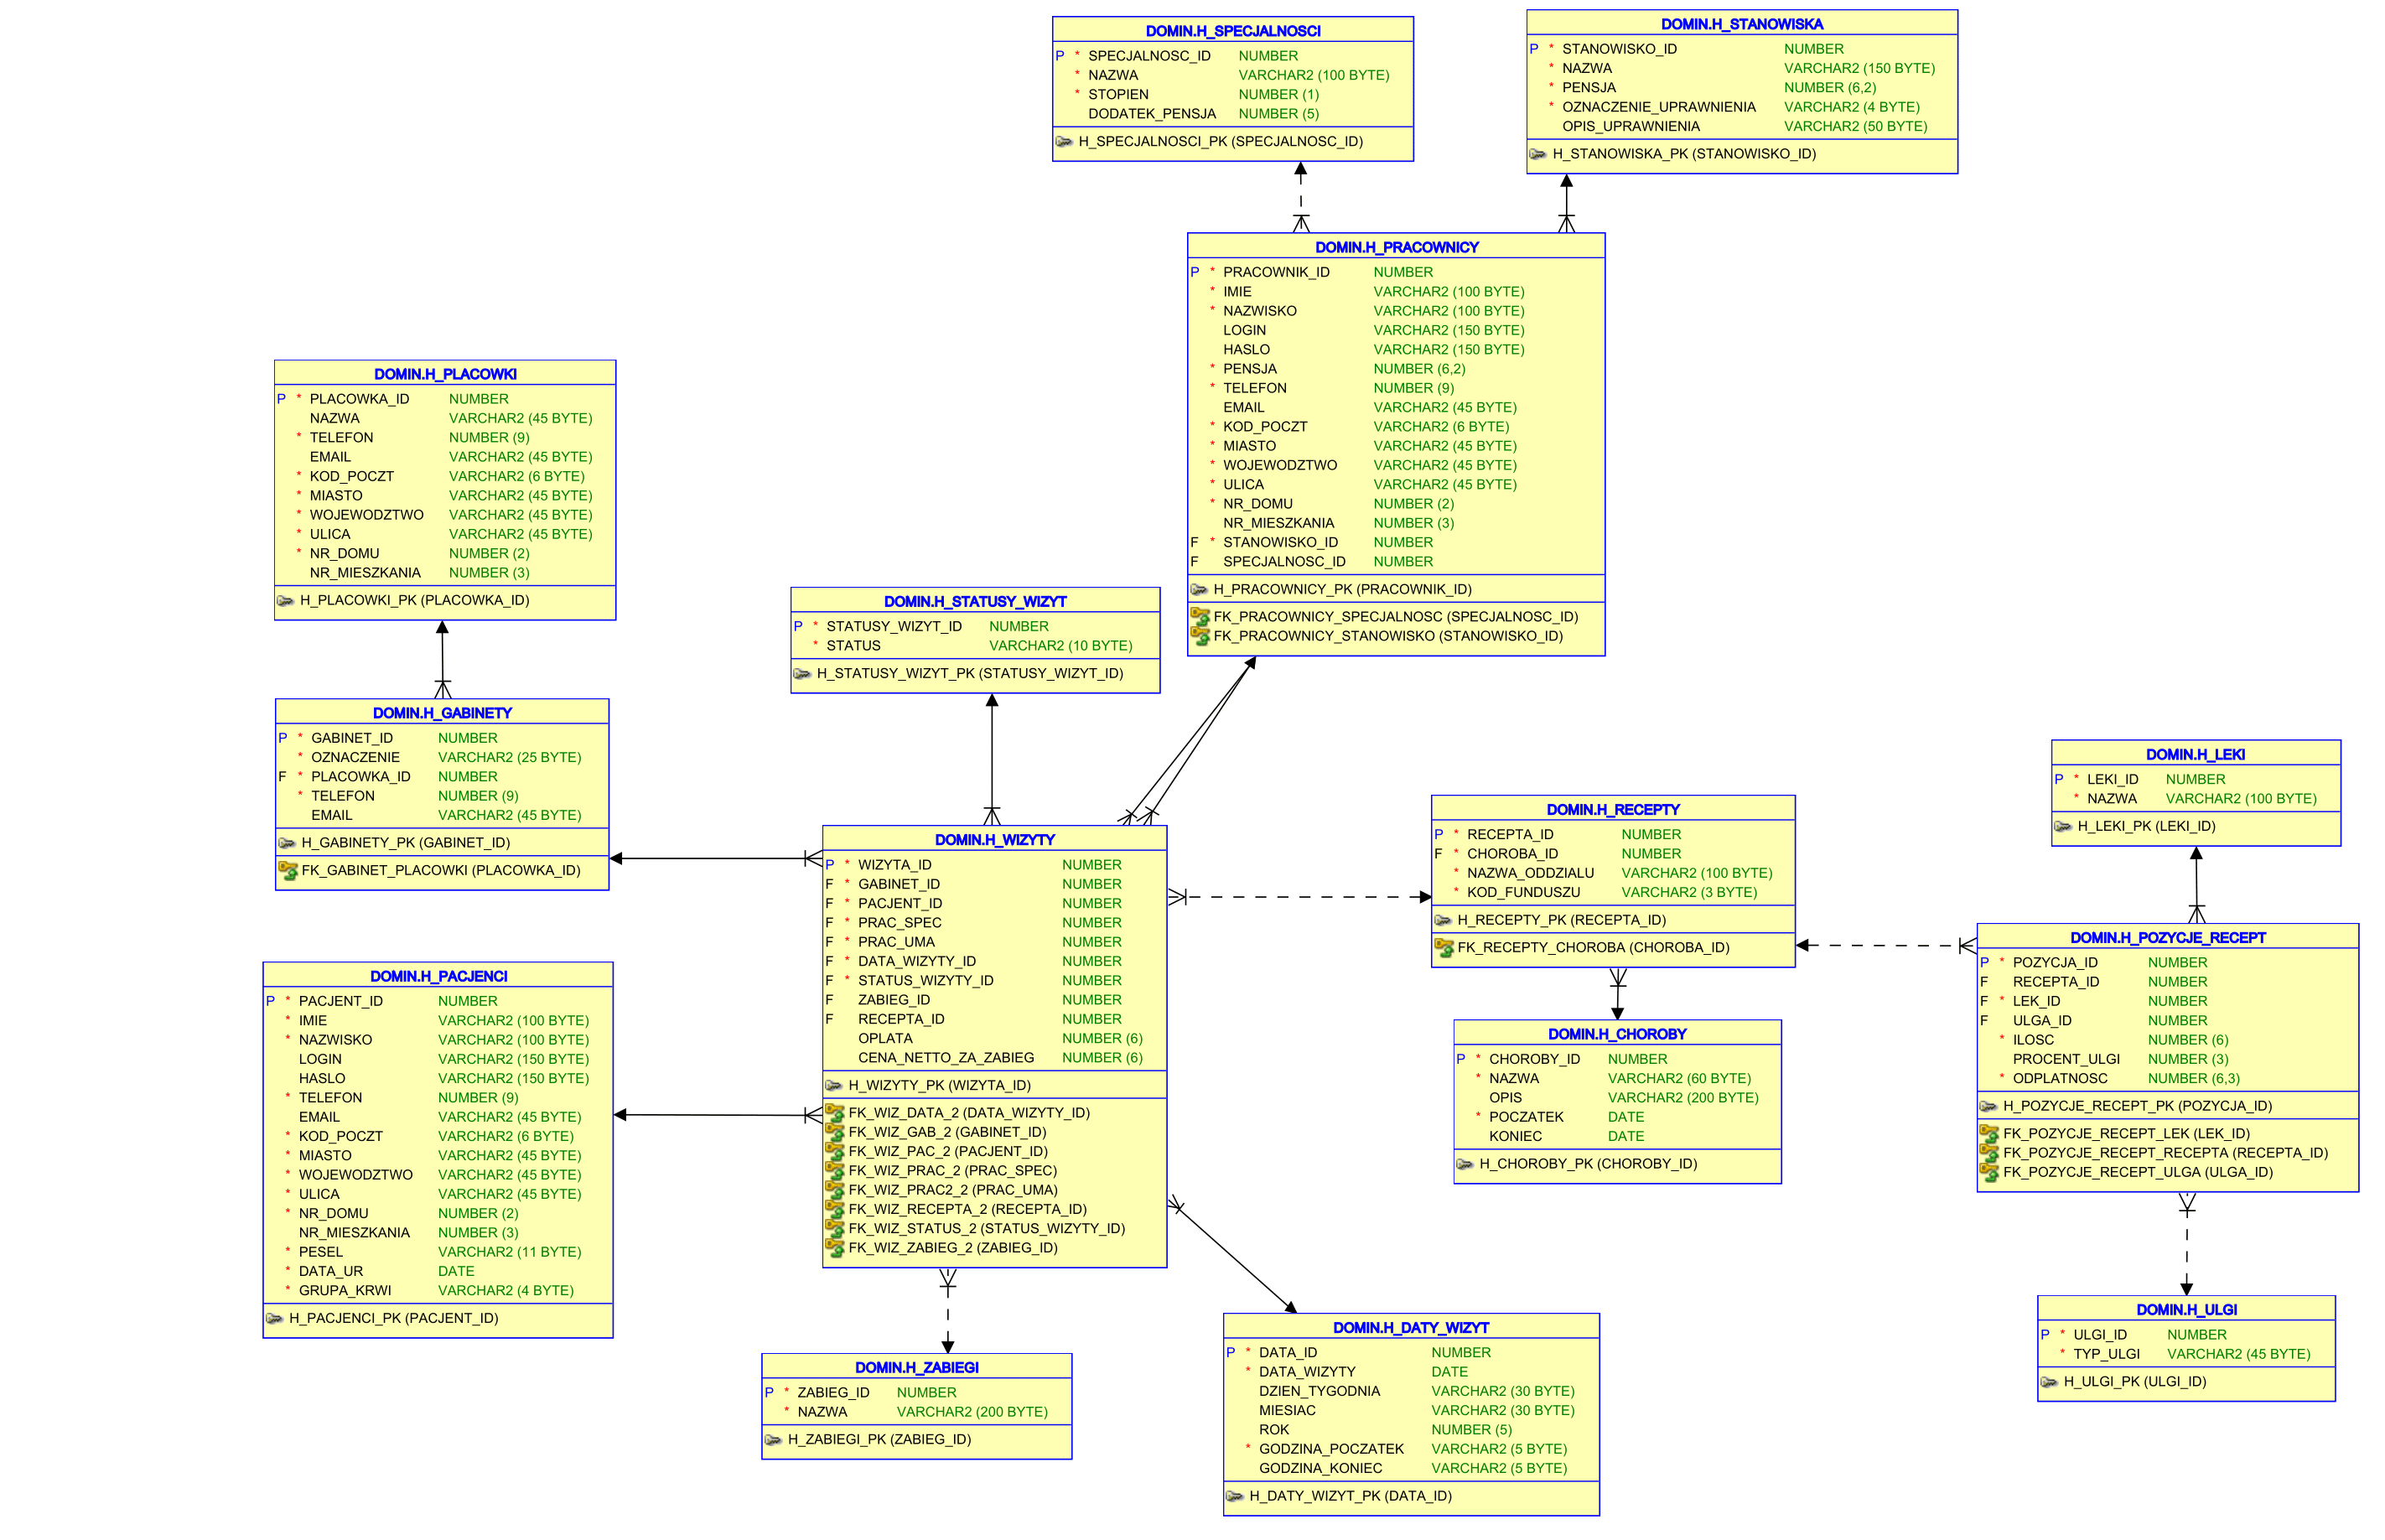 DOMIN.H_SPECJALNOSCI
P * SPECJALNOSC_ID NUMBER
* NAZWA VARCHAR2 (100 BYTE)
* STOPIEN NUMBER (1)
DODATEK_PENSJA NUMBER (5)
H_SPECJALNOSCI_PK (SPECJALNOSC_ID)
DOMIN.H_STANOWISKA
P * STANOWISKO_ID NUMBER
* NAZWA VARCHAR2 (150 BYTE)
* PENSJA NUMBER (6,2)
* OZNACZENIE_UPRAWNIENIA VARCHAR2 (4 BYTE)
OPIS_UPRAWNIENIA VARCHAR2 (50 BYTE)
H_STANOWISKA_PK (STANOWISKO_ID)
DOMIN.H_PRACOWNICY
P * PRACOWNIK_ID NUMBER
* IMIE VARCHAR2 (100 BYTE)
* NAZWISKO VARCHAR2 (100 BYTE)
LOGIN VARCHAR2 (150 BYTE)
HASLO VARCHAR2 (150 BYTE)
* PENSJA NUMBER (6,2)
* TELEFON NUMBER (9)
EMAIL VARCHAR2 (45 BYTE)
* KOD_POCZT VARCHAR2 (6 BYTE)
* MIASTO VARCHAR2 (45 BYTE)
* WOJEWODZTWO VARCHAR2 (45 BYTE)
* ULICA VARCHAR2 (45 BYTE)
* NR_DOMU NUMBER (2)
NR_MIESZKANIA NUMBER (3)
F * STANOWISKO_ID NUMBER
F SPECJALNOSC_ID NUMBER
H_PRACOWNICY_PK (PRACOWNIK_ID)
FK_PRACOWNICY_SPECJALNOSC (SPECJALNOSC_ID)
FK_PRACOWNICY_STANOWISKO (STANOWISKO_ID)
DOMIN.H_PLACOWKI
P * PLACOWKA_ID NUMBER
NAZWA VARCHAR2 (45 BYTE)
* TELEFON NUMBER (9)
EMAIL VARCHAR2 (45 BYTE)
* KOD_POCZT VARCHAR2 (6 BYTE)
* MIASTO VARCHAR2 (45 BYTE)
* WOJEWODZTWO VARCHAR2 (45 BYTE)
* ULICA VARCHAR2 (45 BYTE)
* NR_DOMU NUMBER (2)
NR_MIESZKANIA NUMBER (3)
H_PLACOWKI_PK (PLACOWKA_ID)
DOMIN.H_STATUSY_WIZYT
P * STATUSY_WIZYT_ID NUMBER
* STATUS VARCHAR2 (10 BYTE)
H_STATUSY_WIZYT_PK (STATUSY_WIZYT_ID)
DOMIN.H_GABINETY
P * GABINET_ID NUMBER
* OZNACZENIE VARCHAR2 (25 BYTE)
F * PLACOWKA_ID NUMBER
* TELEFON NUMBER (9)
EMAIL VARCHAR2 (45 BYTE)
H_GABINETY_PK (GABINET_ID)
FK_GABINET_PLACOWKI (PLACOWKA_ID)
DOMIN.H_WIZYTY
P * WIZYTA_ID NUMBER
F * GABINET_ID NUMBER
F * PACJENT_ID NUMBER
F * PRAC_SPEC NUMBER
F * PRAC_UMA NUMBER
F * DATA_WIZYTY_ID NUMBER
F * STATUS_WIZYTY_ID NUMBER
F ZABIEG_ID NUMBER
F RECEPTA_ID NUMBER
OPLATA NUMBER (6)
CENA_NETTO_ZA_ZABIEG NUMBER (6)
H_WIZYTY_PK (WIZYTA_ID)
FK_WIZ_DATA_2 (DATA_WIZYTY_ID)
FK_WIZ_GAB_2 (GABINET_ID)
FK_WIZ_PAC_2 (PACJENT_ID)
FK_WIZ_PRAC_2 (PRAC_SPEC)
FK_WIZ_PRAC2_2 (PRAC_UMA)
FK_WIZ_RECEPTA_2 (RECEPTA_ID)
FK_WIZ_STATUS_2 (STATUS_WIZYTY_ID)
FK_WIZ_ZABIEG_2 (ZABIEG_ID)
DOMIN.H_RECEPTY
P * RECEPTA_ID NUMBER
F * CHOROBA_ID NUMBER
* NAZWA_ODDZIALU VARCHAR2 (100 BYTE)
* KOD_FUNDUSZU VARCHAR2 (3 BYTE)
H_RECEPTY_PK (RECEPTA_ID)
FK_RECEPTY_CHOROBA (CHOROBA_ID)
DOMIN.H_LEKI
P * LEKI_ID NUMBER
* NAZWA VARCHAR2 (100 BYTE)
H_LEKI_PK (LEKI_ID)
DOMIN.H_POZYCJE_RECEPT
P * POZYCJA_ID NUMBER
F RECEPTA_ID NUMBER
F * LEK_ID NUMBER
F ULGA_ID NUMBER
* ILOSC NUMBER (6)
PROCENT_ULGI NUMBER (3)
* ODPLATNOSC NUMBER (6,3)
H_POZYCJE_RECEPT_PK (POZYCJA_ID)
FK_POZYCJE_RECEPT_LEK (LEK_ID)
FK_POZYCJE_RECEPT_RECEPTA (RECEPTA_ID)
FK_POZYCJE_RECEPT_ULGA (ULGA_ID)
DOMIN.H_PACJENCI
P * PACJENT_ID NUMBER
* IMIE VARCHAR2 (100 BYTE)
* NAZWISKO VARCHAR2 (100 BYTE)
LOGIN VARCHAR2 (150 BYTE)
HASLO VARCHAR2 (150 BYTE)
* TELEFON NUMBER (9)
EMAIL VARCHAR2 (45 BYTE)
* KOD_POCZT VARCHAR2 (6 BYTE)
* MIASTO VARCHAR2 (45 BYTE)
* WOJEWODZTWO VARCHAR2 (45 BYTE)
* ULICA VARCHAR2 (45 BYTE)
* NR_DOMU NUMBER (2)
NR_MIESZKANIA NUMBER (3)
* PESEL VARCHAR2 (11 BYTE)
* DATA_UR DATE
* GRUPA_KRWI VARCHAR2 (4 BYTE)
H_PACJENCI_PK (PACJENT_ID)
DOMIN.H_CHOROBY
P * CHOROBY_ID NUMBER
* NAZWA VARCHAR2 (60 BYTE)
OPIS VARCHAR2 (200 BYTE)
* POCZATEK DATE
KONIEC DATE
H_CHOROBY_PK (CHOROBY_ID)
DOMIN.H_ZABIEGI
P * ZABIEG_ID NUMBER
* NAZWA VARCHAR2 (200 BYTE)
H_ZABIEGI_PK (ZABIEG_ID)
DOMIN.H_DATY_WIZYT
P * DATA_ID NUMBER
* DATA_WIZYTY DATE
DZIEN_TYGODNIA VARCHAR2 (30 BYTE)
MIESIAC VARCHAR2 (30 BYTE)
ROK NUMBER (5)
* GODZINA_POCZATEK VARCHAR2 (5 BYTE)
GODZINA_KONIEC VARCHAR2 (5 BYTE)
H_DATY_WIZYT_PK (DATA_ID)
DOMIN.H_ULGI
P * ULGI_ID NUMBER
* TYP_ULGI VARCHAR2 (45 BYTE)
H_ULGI_PK (ULGI_ID)